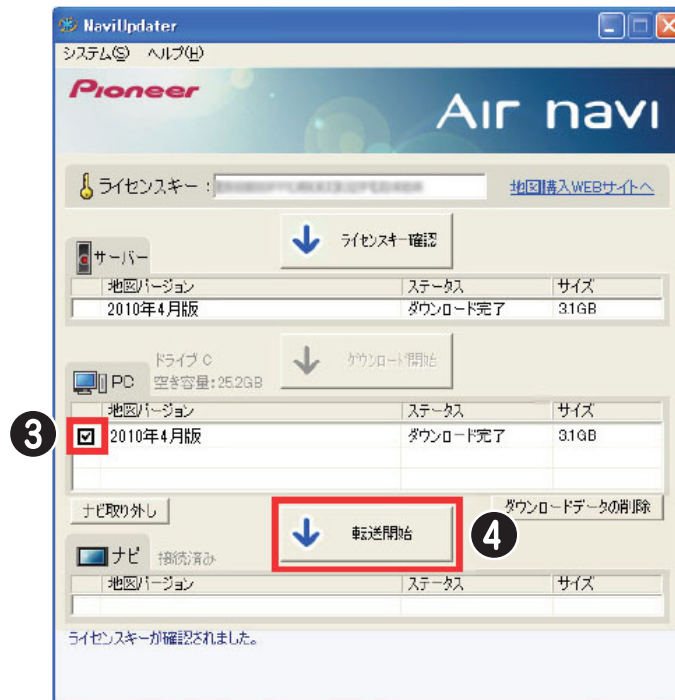 NaviUpdater
システム(S) ヘルプ(H)
Pioneer
Air navi
ライセンスキー :
地図購入WEBサイトへ
ライセンスキー確認
サーバー
地図バージョン ステータス サイズ
2010年4月版 ダウンロード完了 3.1GB
ドライブ C
ダウンロード開始
PC 空き容量:25.2GB
地図バージョン ステータス サイズ
3 2010年4月版 ダウンロード完了 3.1GB
ナビ取り外し
ダウンロードデータの削除
転送開始
4
ナビ 接続済み
地図バージョン ステータス サイズ
ライセンスキーが確認されました。